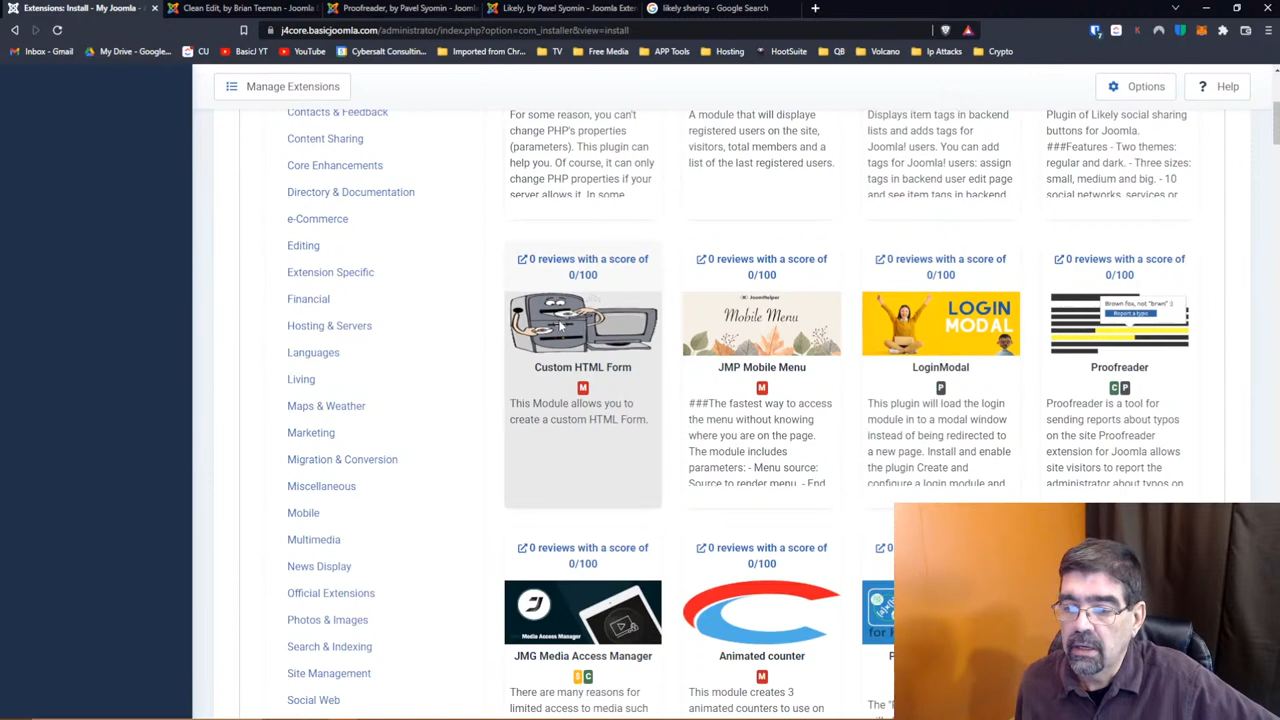 Extensions: Install - My Joomla
Clean Edit, by Brian Teeman - Joomla
Proofreader, by Pavel Syomin - Jooml
Likely, by Pavel Syomin - Joomla Exte
likely sharing - Google Search
j4core.basicjoomla.com/administrator/index.php?option=com_installer&view=install
Inbox - Gmail
My Drive - Google...
CU
BasicJ YT
YouTube
Cybersalt Consulting...
Imported from Chr...
TV
Free Media
APP Tools
Hosting
HootSuite
QB
Volcano
Ip Attacks
Crypto
Manage Extensions
Options
? Help
Contacts & Feedback
Content Sharing
Core Enhancements
Directory & Documentation
e-Commerce
Editing
Extension Specific
Financial
Hosting & Servers
Languages
Living
Maps & Weather
Marketing
Migration & Conversion
Miscellaneous
Mobile
Multimedia
News Display
Official Extensions
Photos & Images
Search & Indexing
Site Management
Social Web
For some reason, you can't
change PHP's properties
(parameters). This plugin can
help you. Of course, it can only
change PHP properties if your
server allows it. In some
A module that will displaye
registered users on the site,
visitors, total members and a
list of the last registered users.
Displays item tags in backend
lists and adds tags for
Joomla! users. You can add
tags for Joomla! users: assign
tags in backend user edit page
and see item tags in backend
Plugin of Likely social sharing
buttons for Joomla.
###Features - Two themes:
regular and dark. - Three sizes:
small, medium and big. - 10
social networks, services or
0 reviews with a score of
0/100
Custom HTML Form
M
This Module allows you to
create a custom HTML Form.
0 reviews with a score of
0/100
JoomHelper
Mobile Menu
JMP Mobile Menu
M
###The fastest way to access
the menu without knowing
where you are on the page.
The module includes
parameters: - Menu source:
Source to render menu. - End
0 reviews with a score of
0/100
LOGIN
MODAL
LoginModal
P
This plugin will load the login
module in to a modal window
instead of being redirected to
a new page. Install and enable
the plugin Create and
configure a login module and
0 reviews with a score of
0/100
Brown fox, not "brwn"
Report a typo
Proofreader
C P
Proofreader is a tool for
sending reports about typos
on the site Proofreader
extension for Joomla allows
site visitors to report the
administrator about typos on
0 reviews with a score of
0/100
Media Access Manager
JMG Media Access Manager
S C
There are many reasons for
limited access to media such
0 reviews with a score of
0/100
Animated counter
M
This module creates 3
animated counters to use on
0
P
for H
The "